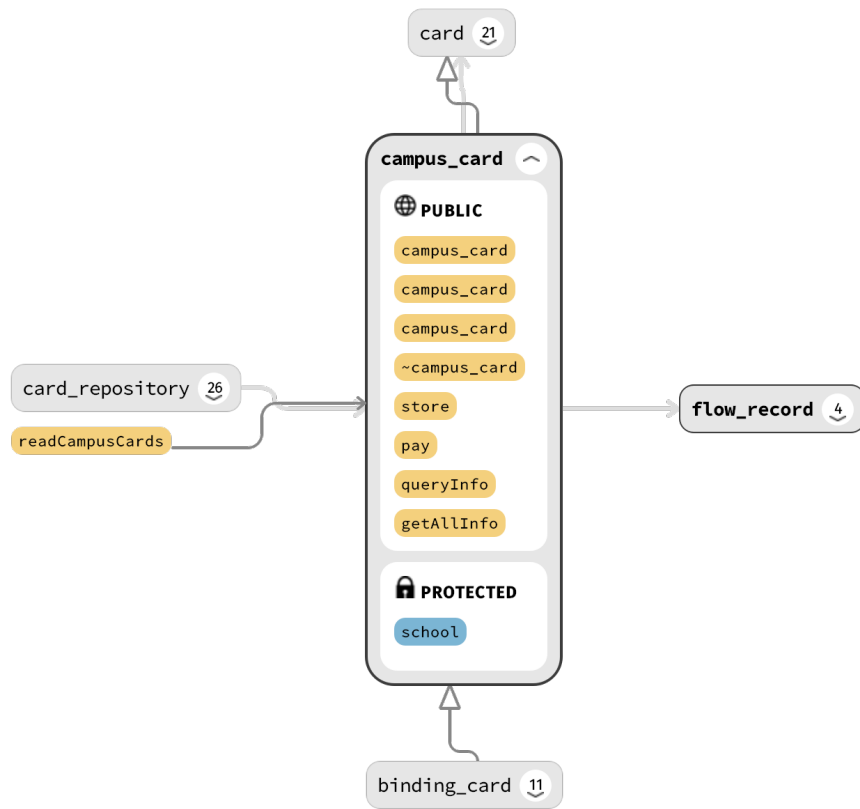 card 21
campus_card
PUBLIC
campus_card
campus_card
campus_card
~campus_card
store
pay
queryInfo
getAllInfo
PROTECTED
school
card_repository 26
readCampusCards
flow_record 4
binding_card 11